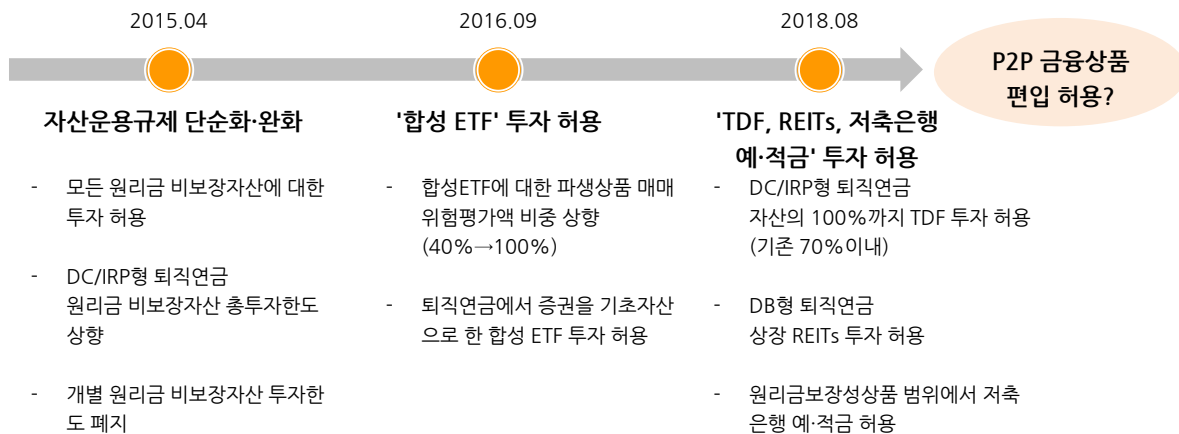 2015.04
2016.09
2018.08
P2P 금융상품
편입 허용?
자산운용규제 단순화·완화
- 모든 원리금 비보장자산에 대한
투자 허용
- DC/IRP형 퇴직연금
원리금 비보장자산 총투자한도
상향
- 개별 원리금 비보장자산 투자한
도 폐지
'합성 ETF' 투자 허용
- 합성ETF에 대한 파생상품 매매
위험평가액 비중 상향
(40%→100%)
- 퇴직연금에서 증권을 기초자산
으로 한 합성 ETF 투자 허용
'TDF, REITs, 저축은행
예·적금' 투자 허용
- DC/IRP형 퇴직연금
자산의 100%까지 TDF 투자 허용
(기존 70%이내)
- DB형 퇴직연금
상장 REITs 투자 허용
- 원리금보장성상품 범위에서 저축
은행 예·적금 허용